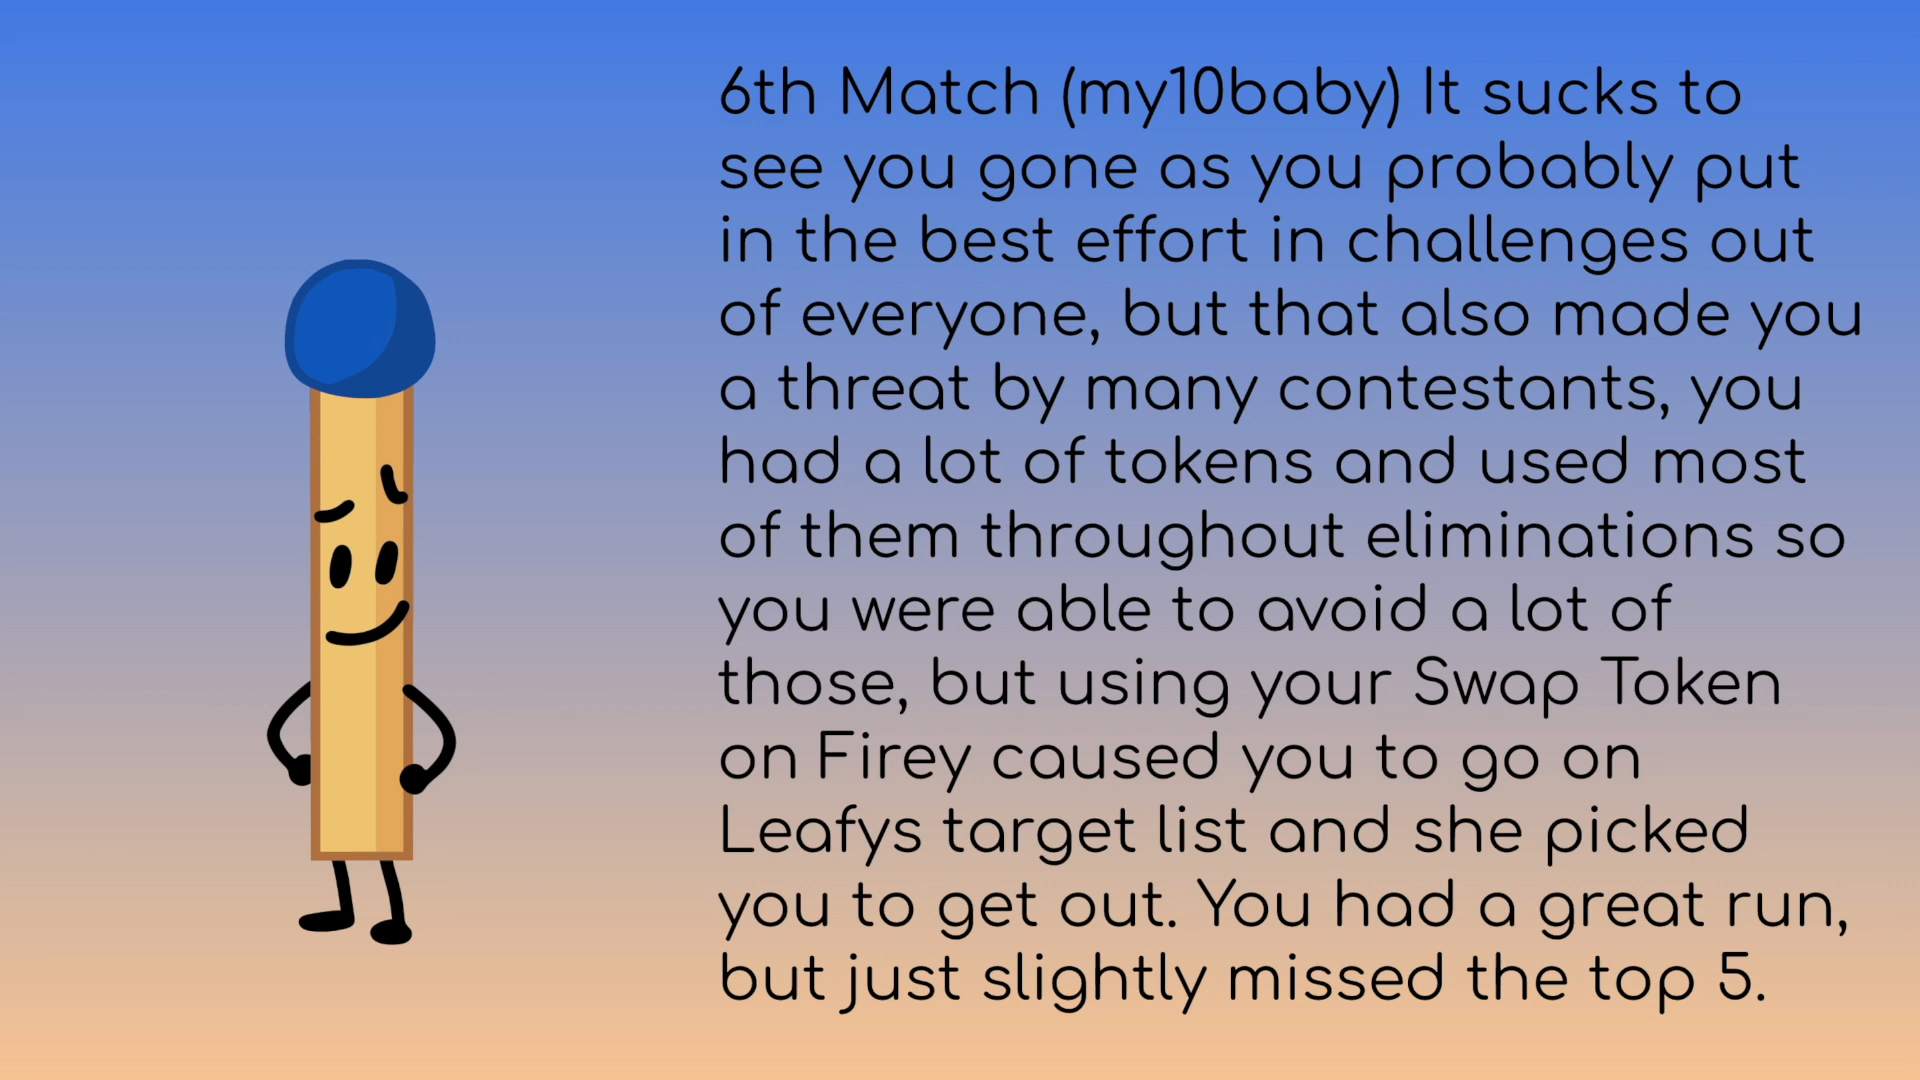 6th Match (my10baby) It sucks to
see you gone as you probably put
in the best effort in challenges out
of everyone, but that also made you
a threat by many contestants, you
had a lot of tokens and used most
of them throughout eliminations so
you were able to avoid a lot of
those, but using your Swap Token
on Firey caused you to go on
Leafys target list and she picked
you to get out. You had a great run,
but just slightly missed the top 5.